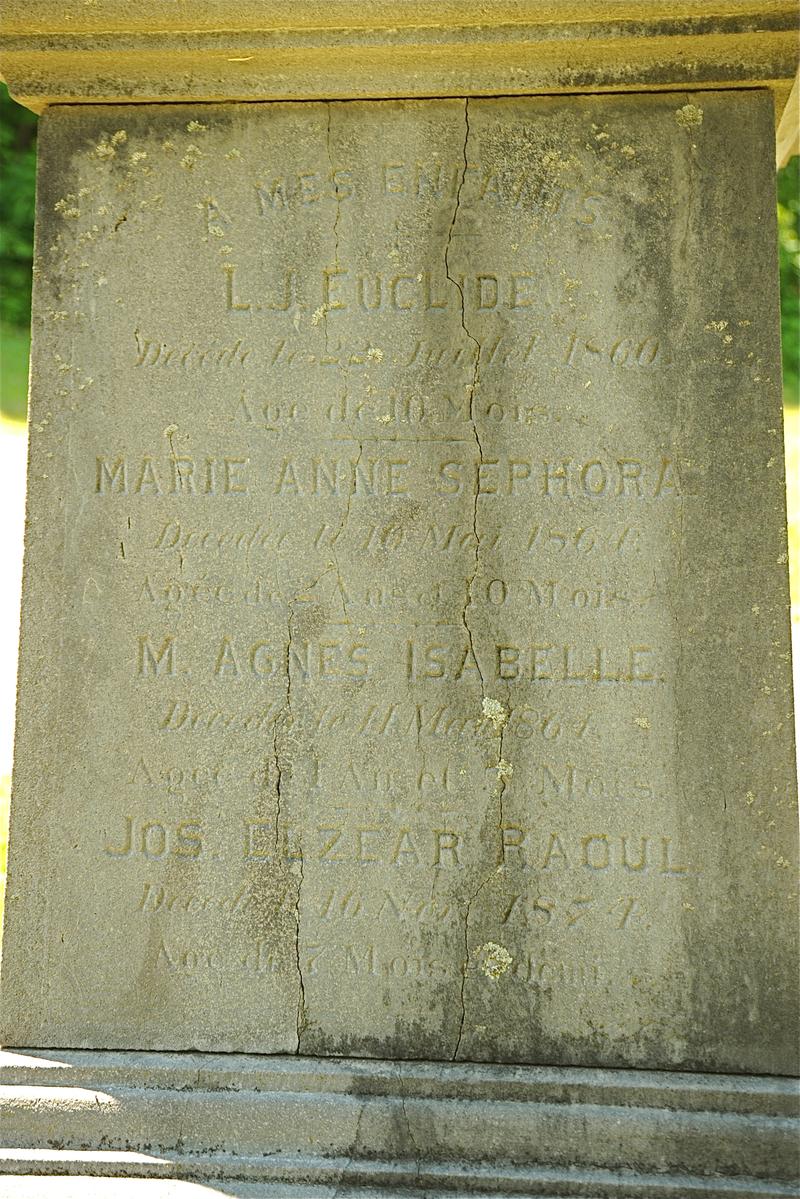 A MES ENFANTS
L. J. EUCLIDE
Décédé le 22 Juillet 1860.
Agé de 10 Mois.
MARIE ANNE SEPHORA.
Décédée le 10 Mai 1864.
Agée de 2 Ans et 10 Mois.
M. AGNES ISABELLE.
Décédée le 11 Mai 1864.
Agée de 1 An et 3 Mois.
JOS. ELZEAR RAOUL.
Décédé le 16 1874.
Agé de 7 Mois et demi